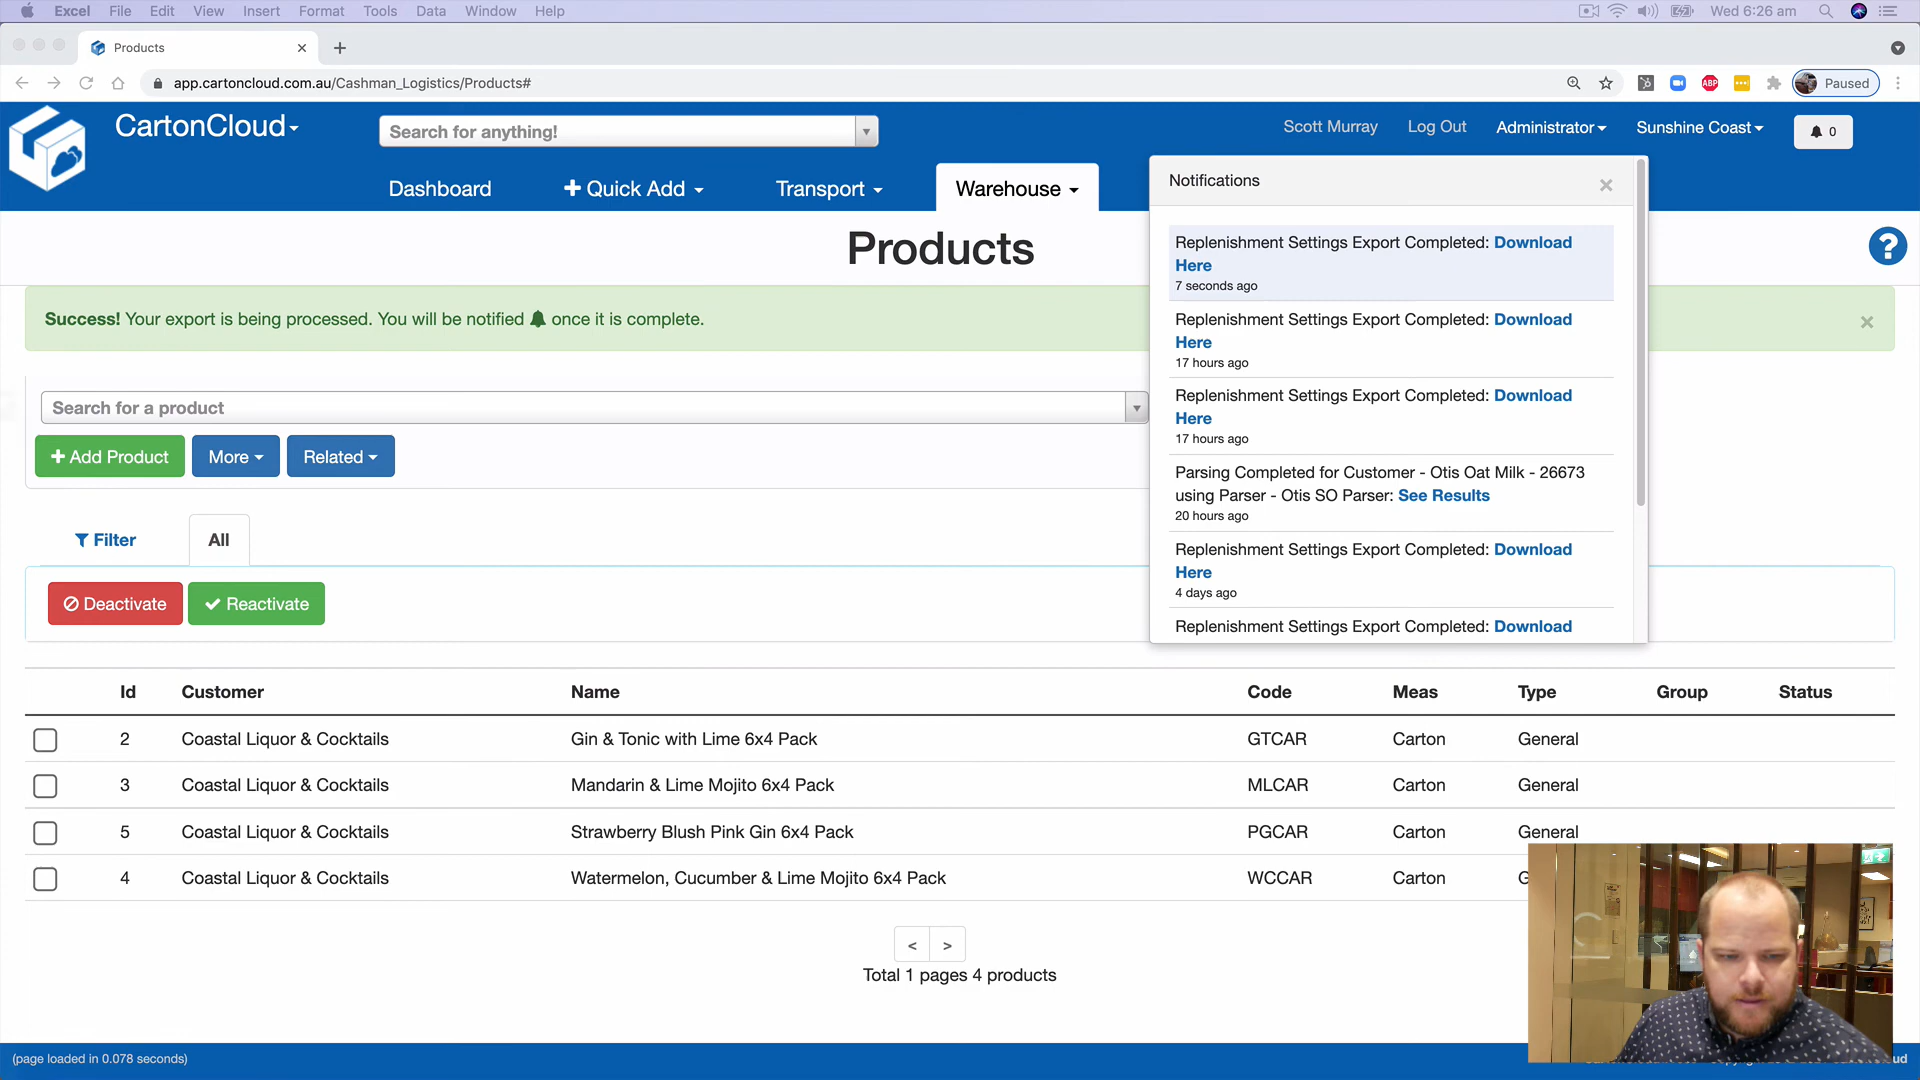 Excel File Edit View Insert Format Tools Data Window Help Wed 6:26 am
Products
app.cartoncloud.com.au/Cashman_Logistics/Products# ABP Paused
CartonCloud Search for anything! Scott Murray Log Out Administrator Sunshine Coast 0
Dashboard Quick Add Transport Warehouse
Products
Success! Your export is being processed. You will be notified once it is complete.
Search for a product
Add Product More Related
Filter All
Deactivate Reactivate
Notifications
Replenishment Settings Export Completed: Download
Here
7 seconds ago
Replenishment Settings Export Completed: Download
Here
17 hours ago
Replenishment Settings Export Completed: Download
Here
17 hours ago
Parsing Completed for Customer - Otis Oat Milk - 26673
using Parser - Otis SO Parser: See Results
20 hours ago
Replenishment Settings Export Completed: Download
Here
4 days ago
Replenishment Settings Export Completed: Download
Id Customer Name Code Meas Type Group Status
2 Coastal Liquor & Cocktails Gin & Tonic with Lime 6x4 Pack GTCAR Carton General
3 Coastal Liquor & Cocktails Mandarin & Lime Mojito 6x4 Pack MLCAR Carton General
5 Coastal Liquor & Cocktails Strawberry Blush Pink Gin 6x4 Pack PGCAR Carton General
4 Coastal Liquor & Cocktails Watermelon, Cucumber & Lime Mojito 6x4 Pack WCCAR Carton
< >
Total 1 pages 4 products
(page loaded in 0.078 seconds)